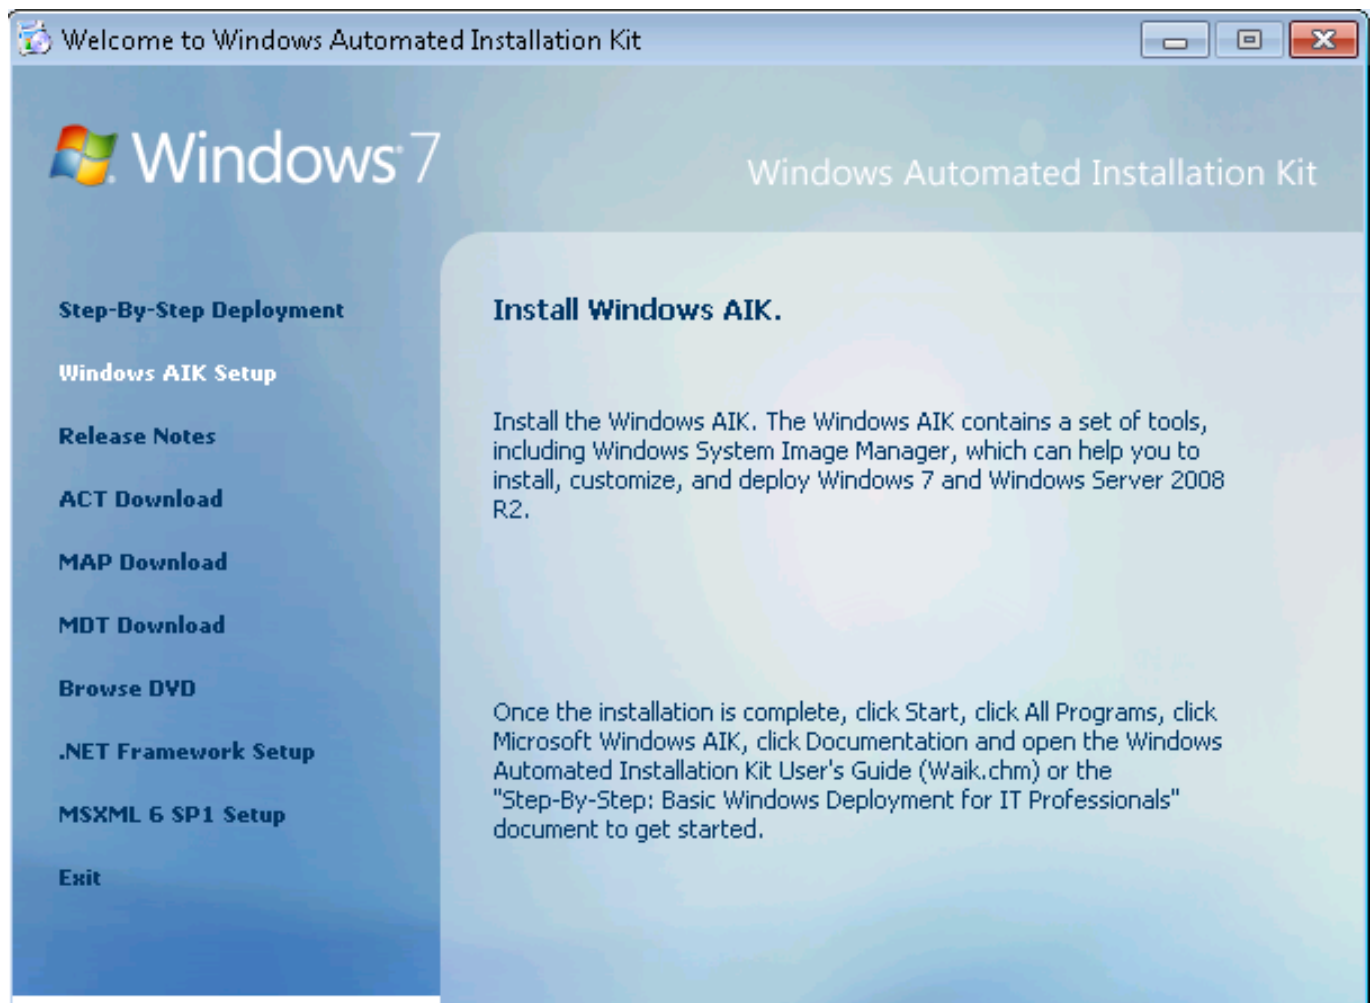 Welcome to Windows Automated Installation Kit
Windows 7
Windows Automated Installation Kit
Step-By-Step Deployment
Windows AIK Setup
Release Notes
ACT Download
MAP Download
MDT Download
Browse DVD
.NET Framework Setup
MSXML 6 SP1 Setup
Exit
Install Windows AIK.
Install the Windows AIK. The Windows AIK contains a set of tools,
including Windows System Image Manager, which can help you to
install, customize, and deploy Windows 7 and Windows Server 2008
R2.
Once the installation is complete, click Start, click All Programs, click
Microsoft Windows AIK, click Documentation and open the Windows
Automated Installation Kit User's Guide (Waik.chm) or the
"Step-By-Step: Basic Windows Deployment for IT Professionals"
document to get started.